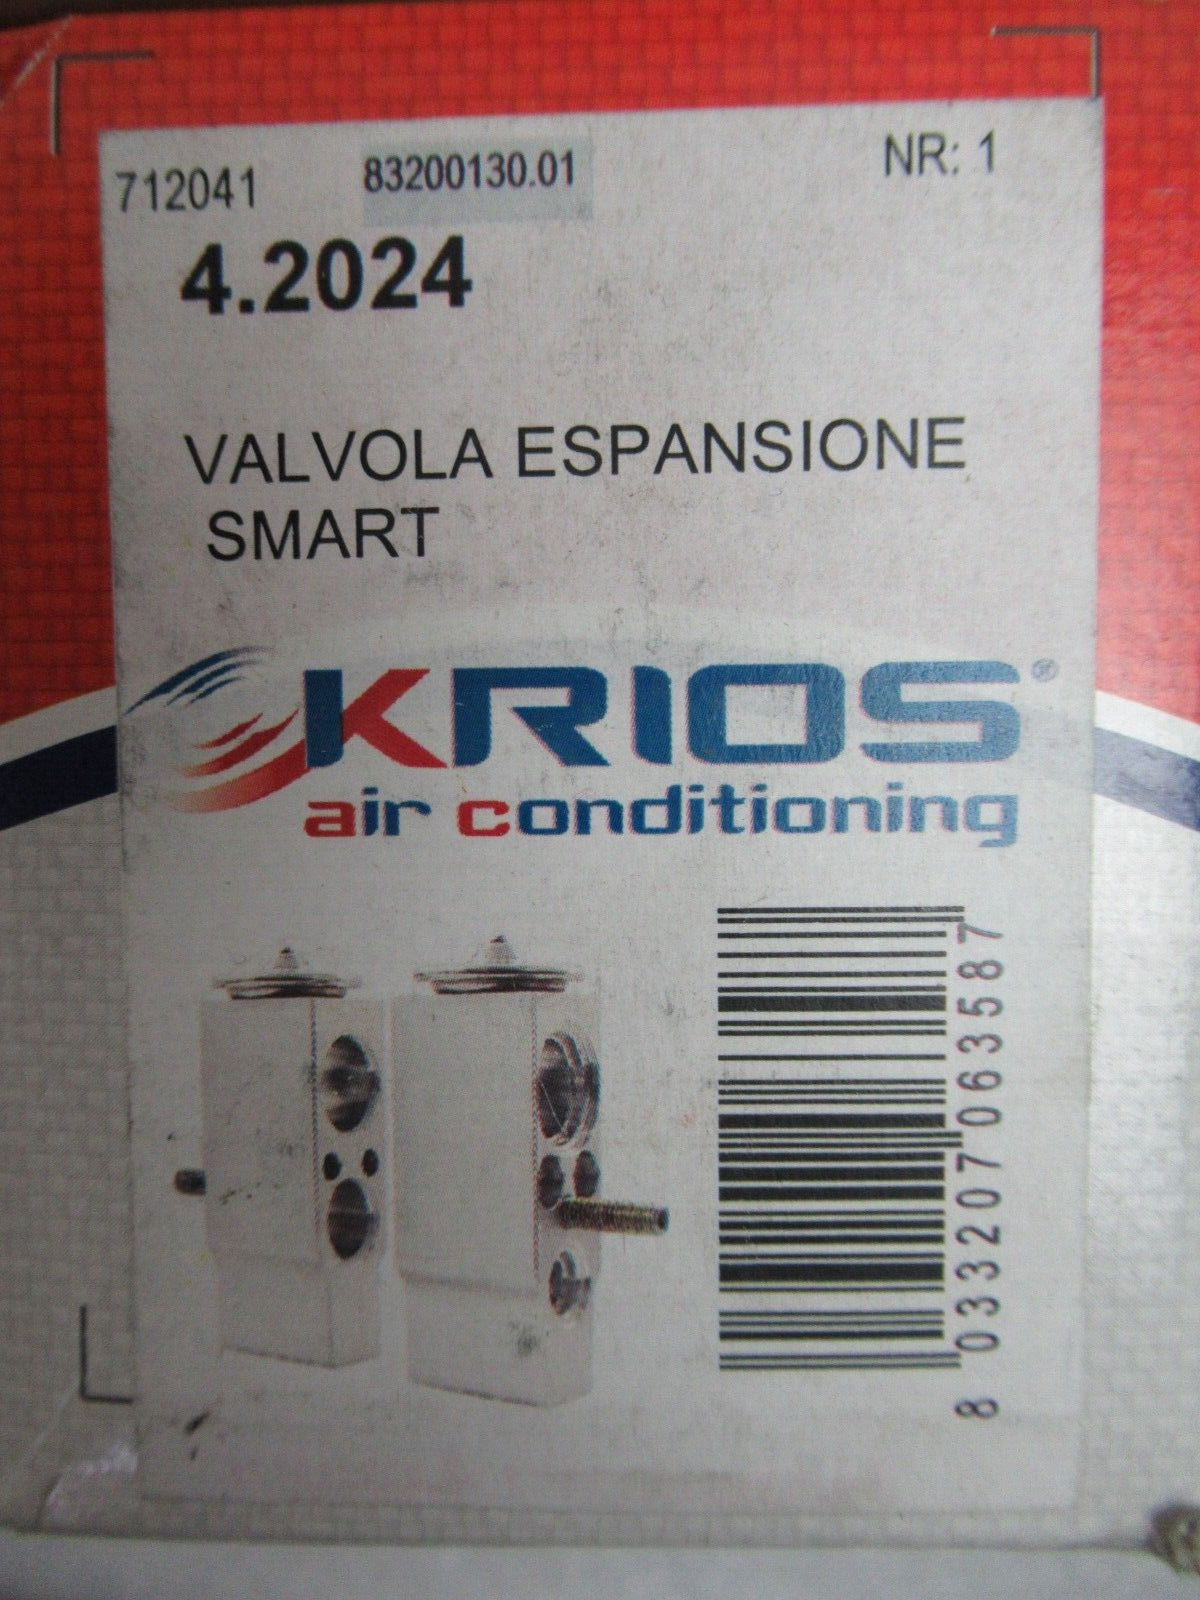 712041 83200130.01 NR: 1
4.2024
VALVOLA ESPANSIONE
SMART
KRIOS®
air conditioning
8 033207 063587